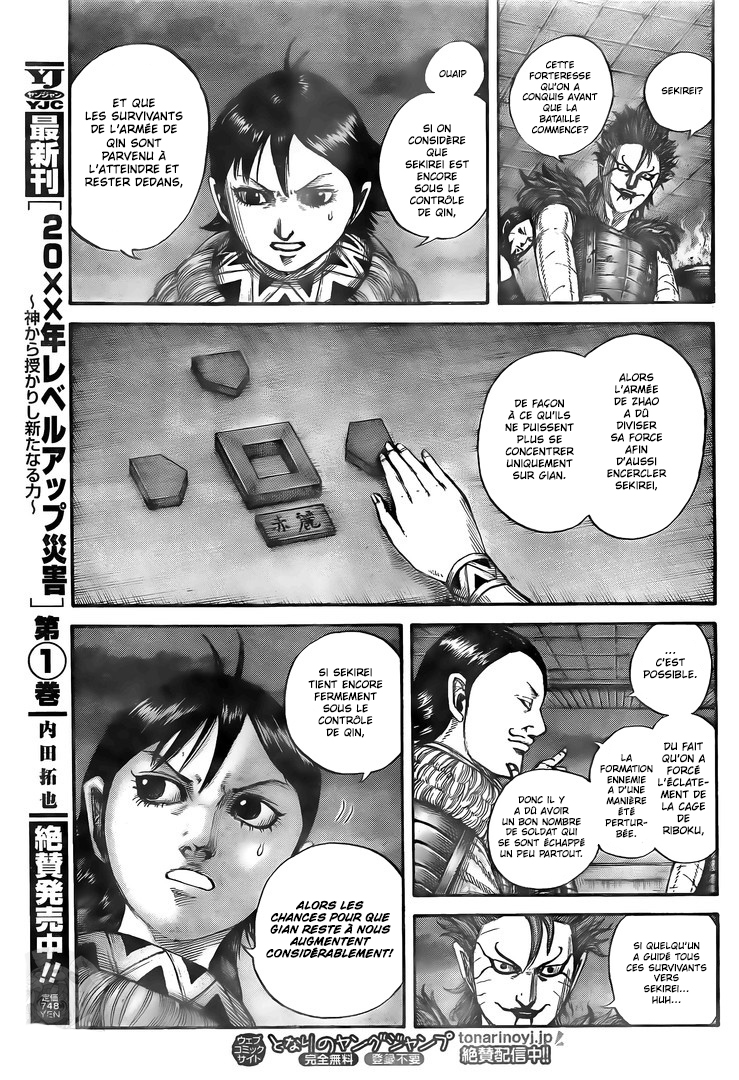 SEKIREI?
CETTE
FORTERESSE
QU'ON A
CONQUIS AVANT
QUE LA
BATAILLE
COMMENCE?
OUAIP
SI ON
CONSIDÈRE
QUE
SEKIREI EST
ENCORE
SOUS LE
CONTRÔLE
DE QIN,
ET QUE
LES SURVIVANTS
DE L'ARMÉE DE
QIN SONT
PARVENU À
L'ATTEINDRE ET
RESTER DEDANS,
ALORS
L'ARMÉE
DE ZHAO
A DÛ
DIVISER
SA FORCE
AFIN
D'AUSSI
ENCERCLER
SEKIREI,
DE FAÇON
À CE QU'ILS
NE PUISSENT
PLUS SE
CONCENTRER
UNIQUEMENT
SUR GIAN.
赤麗
...
C'EST
POSSIBLE.
DU FAIT
QU'ON A
FORCÉ
L'ÉCLATE-
MENT DE
LA CAGE
DE
RIBOKU,
LA
FORMATION
ENNEMIE
A D'UNE
MANIÈRE
ÉTÉ
PERTUR-
BÉE.
DONC IL Y
A DÛ AVOIR
UN BON NOMBRE
DE SOLDAT QUI
SE SONT ÉCHAPPÉ
UN PEU PARTOUT.
SI QUELQU'UN
A GUIDÉ TOUS
CES SURVIVANTS
VERS
SEKIREI...
HUH...
SI SEKIREI
TIENT ENCORE
FERMEMENT
SOUS LE
CONTRÔLE
DE QIN,
ALORS LES
CHANCES POUR QUE
GIAN RESTE À NOUS
AUGMENTENT
CONSIDÉRABLEMENT!
YJ
ヤンジャン
YJC
最新刊
[20××年レベルアップ災害
〜神から授かりし新たなる力〜]
第1巻
内田拓也
絶賛発売中!!
定価
748
YEN
ウェブ
コミック
サイト
となりのヤングジャンプ
完全無料 登録不要
tonarinoyj.jp
絶賛配信中!!